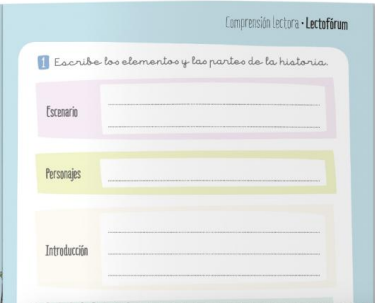 Comprensión Lectora • Lectofórum
1 Escribe los elementos y las partes de la historia.
Escenario
Personajes
Introducción